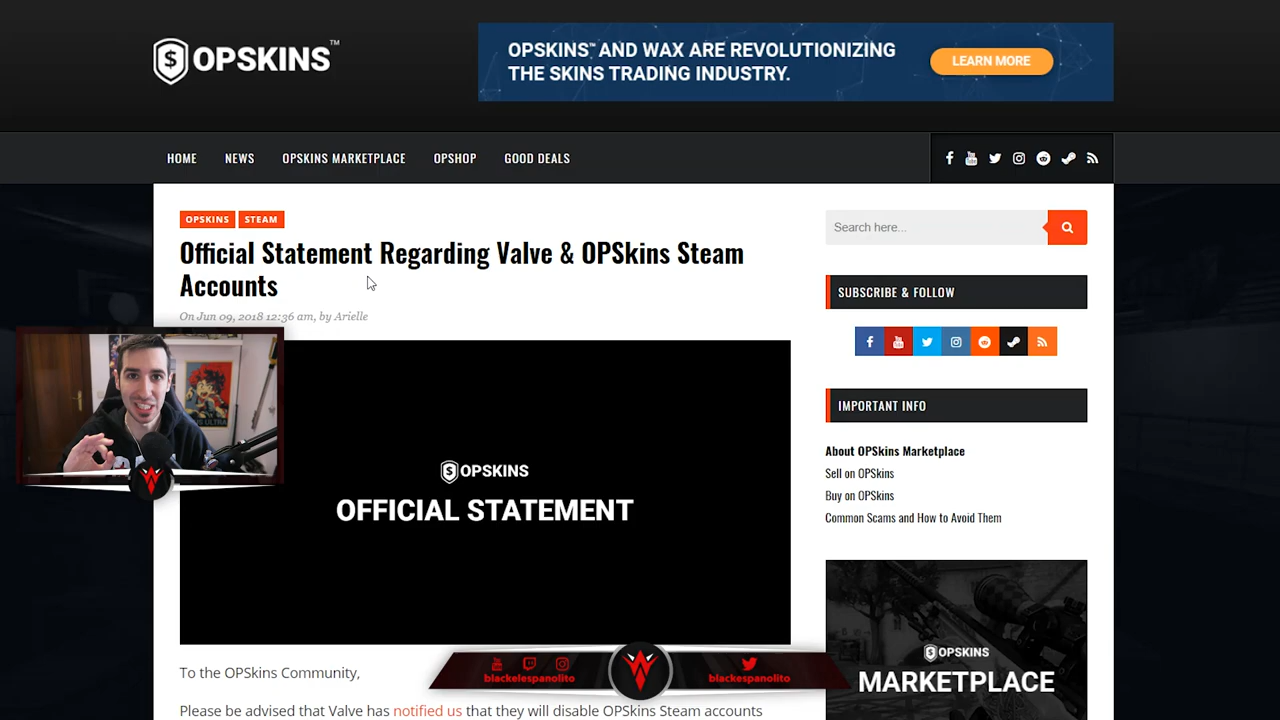 OPSKINS™
OPSKINS™ AND WAX ARE REVOLUTIONIZING
THE SKINS TRADING INDUSTRY.
LEARN MORE
HOME NEWS OPSKINS MARKETPLACE OPSHOP GOOD DEALS
OPSKINS STEAM
Official Statement Regarding Valve & OPSkins Steam
Accounts
On Jun 09, 2018 12:36 am, by Arielle
OPSKINS
OFFICIAL STATEMENT
To the OPSkins Community,
Please be advised that Valve has notified us that they will disable OPSkins Steam accounts
Search here...
SUBSCRIBE & FOLLOW
IMPORTANT INFO
About OPSkins Marketplace
Sell on OPSkins
Buy on OPSkins
Common Scams and How to Avoid Them
OPSKINS
MARKETPLACE
blackelespanolito
blackespanolito